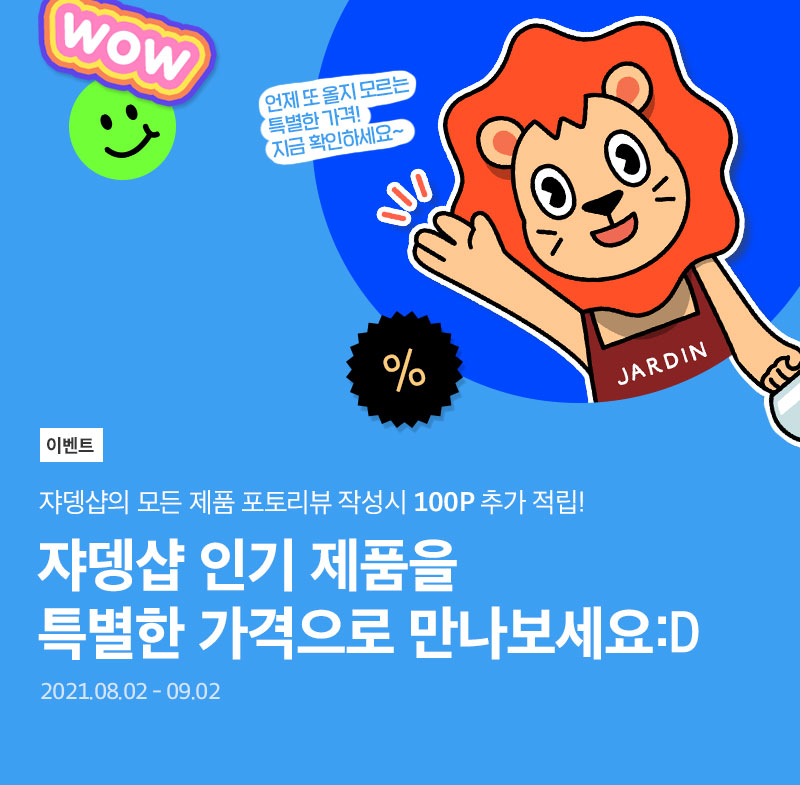 WOW
언제 또 올지 모르는
특별한 가격!
지금 확인하세요~
%
JARDIN
이벤트
쟈뎅샵의 모든 제품 포토리뷰 작성시 100P 추가 적립!
쟈뎅샵 인기 제품을
특별한 가격으로 만나보세요:D
2021.08.02 - 09.02